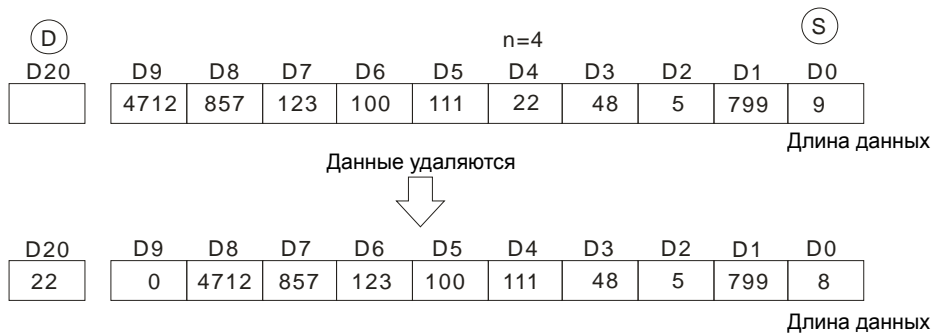 D n=4 S
D20 D9 D8 D7 D6 D5 D4 D3 D2 D1 D0
4712 857 123 100 111 22 48 5 799 9
Длина данных
Данные удаляются
D20 D9 D8 D7 D6 D5 D4 D3 D2 D1 D0
22 0 4712 857 123 100 111 48 5 799 8
Длина данных